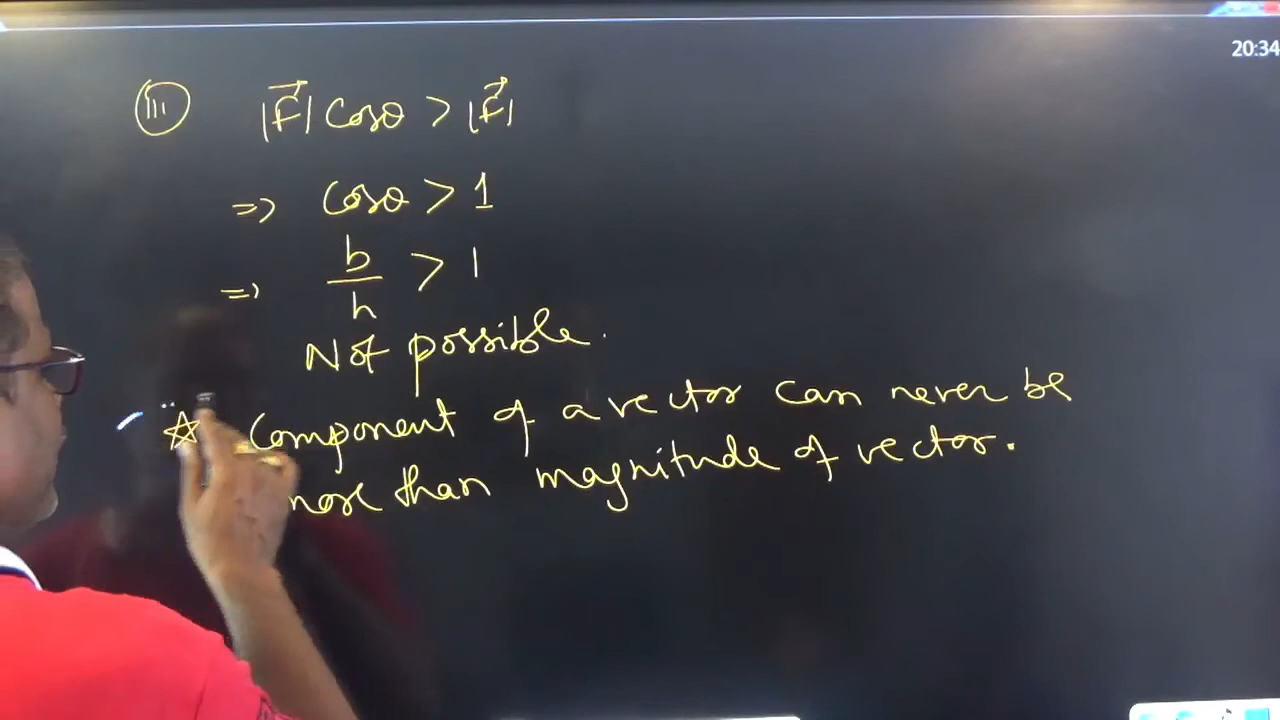 20:34
(iii) |F⃗| Cosθ > |F⃗|
=> Cosθ > 1
=> b/h > 1
Not possible.
☆ Component of a vector can never be
more than magnitude of vector.